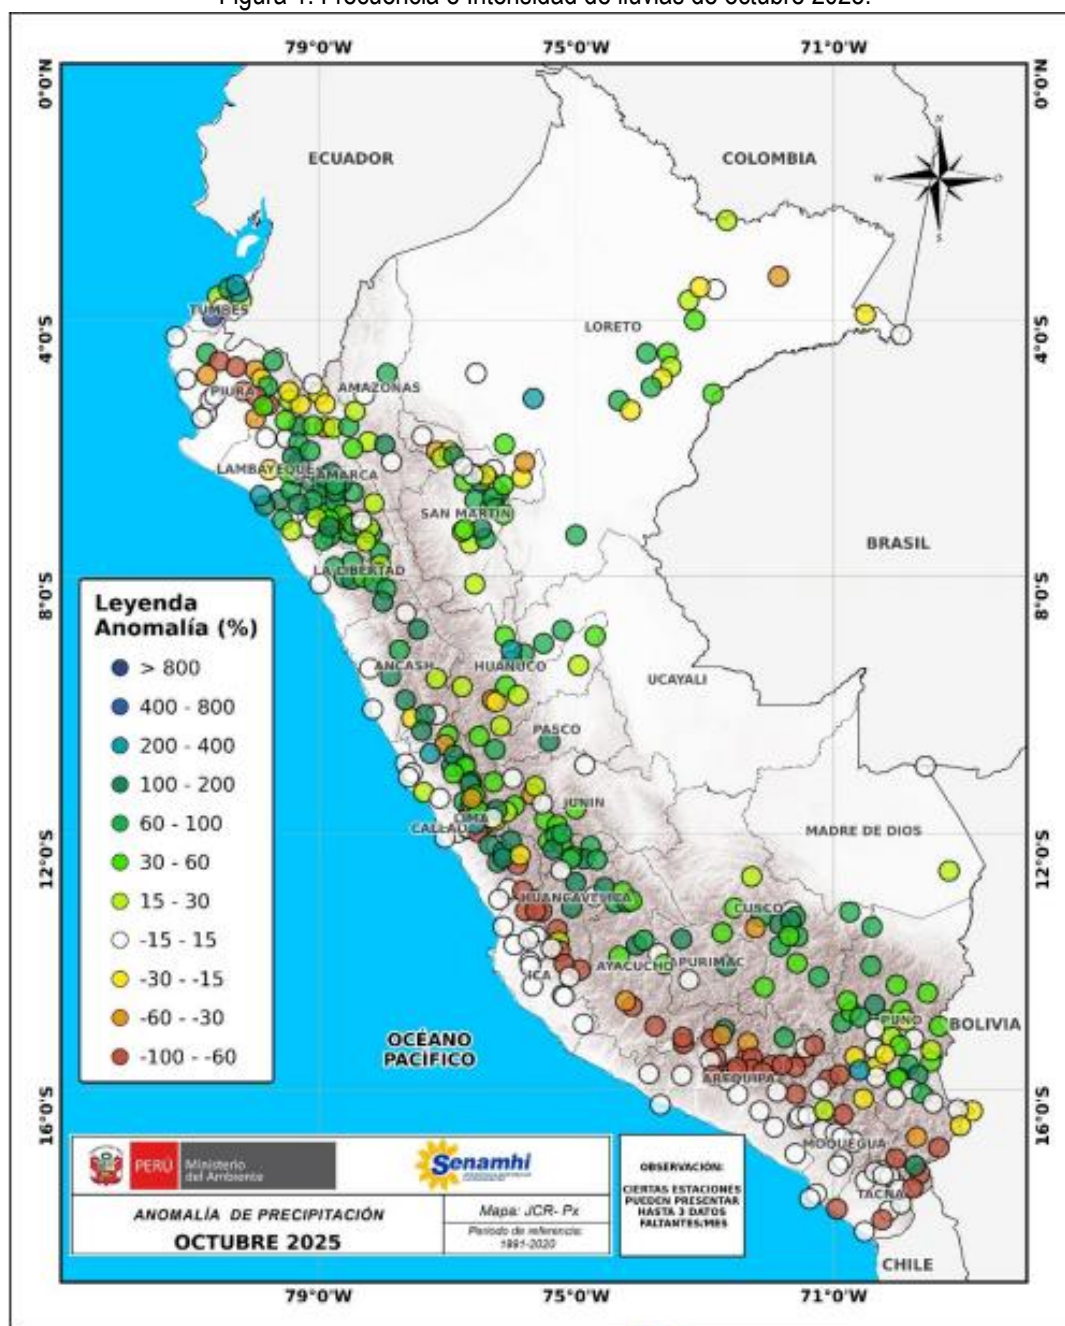 Figura 1. Frecuencia e intensidad de lluvias de octubre 2025.
79°0'W 75°0'W 71°0'W
0°0'N 0°0'N
N
W O
S
ECUADOR COLOMBIA
TUMBES
LORETO
4°0'S 4°0'S
PIURA AMAZONAS
LAMBAYEQUE
SAN MARTIN
BRASIL
LA LIBERTAD
8°0'S 8°0'S
ANCASH HUANUCO
UCAYALI
PASCO
JUNIN
LIMA
CALLAO
MADRE DE DIOS
12°0'S 12°0'S
HUANCAVELICA
CUSCO
ICA AYACUCHO APURIMAC
PUNO BOLIVIA
AREQUIPA
16°0'S 16°0'S
MOQUEGUA
TACNA
CHILE
OCÉANO
PACÍFICO
Leyenda
Anomalía (%)
> 800
400 - 800
200 - 400
100 - 200
60 - 100
30 - 60
15 - 30
-15 - 15
-30 - -15
-60 - -30
-100 - -60
PERÚ Ministerio
del Ambiente
Senamhi
ANOMALÍA DE PRECIPITACIÓN
OCTUBRE 2025
Mapa: JCR- Px
Periodo de referencia:
1991-2020
OBSERVACIÓN:
CIERTAS ESTACIONES
PUEDEN PRESENTAR
HASTA 3 DATOS
FALTANTES/MES
79°0'W 75°0'W 71°0'W